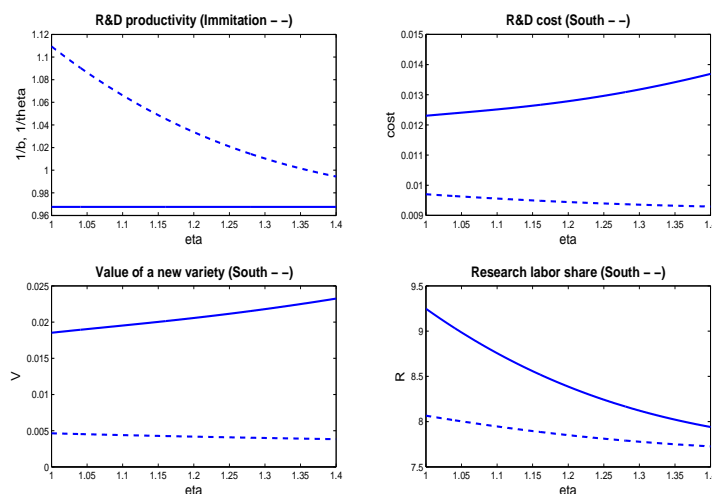 R&D productivity (Immitation − −)
1.12
1.1
1.08
1.06
1.04
1.02
1
0.98
0.96
1/b, 1/theta
1 1.05 1.1 1.15 1.2 1.25 1.3 1.35 1.4
eta
R&D cost (South − −)
0.015
0.014
0.013
0.012
0.011
0.01
0.009
cost
1 1.05 1.1 1.15 1.2 1.25 1.3 1.35 1.4
eta
Value of a new variety (South − −)
0.025
0.02
0.015
0.01
0.005
0
V
1 1.05 1.1 1.15 1.2 1.25 1.3 1.35 1.4
eta
Research labor share (South − −)
9.5
9
8.5
8
7.5
R
1 1.05 1.1 1.15 1.2 1.25 1.3 1.35 1.4
eta